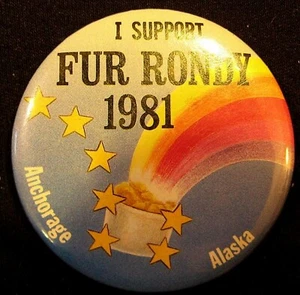 I SUPPORT
FUR RONDY
1981
Anchorage
Alaska